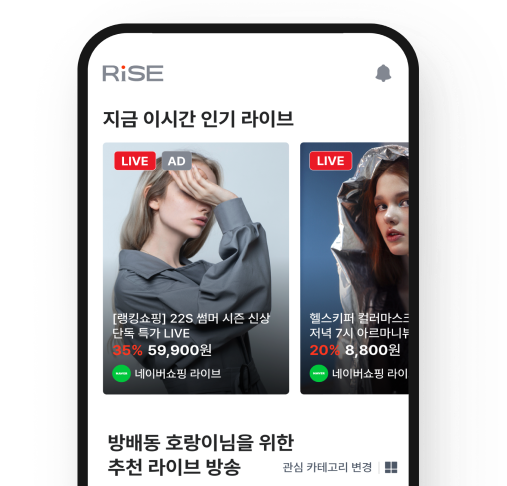 RiSE
지금 이시간 인기 라이브
LIVE AD
[랭킹쇼핑] 22S 썸머 시즌 신상
단독 특가 LIVE
35% 59,900원
네이버쇼핑 라이브
LIVE
헬스키퍼 컬러마스크
저녁 7시 아르마니뷰
20% 8,800원
네이버쇼핑 라이
방배동 호랑이님을 위한
추천 라이브 방송
관심 카테고리 변경